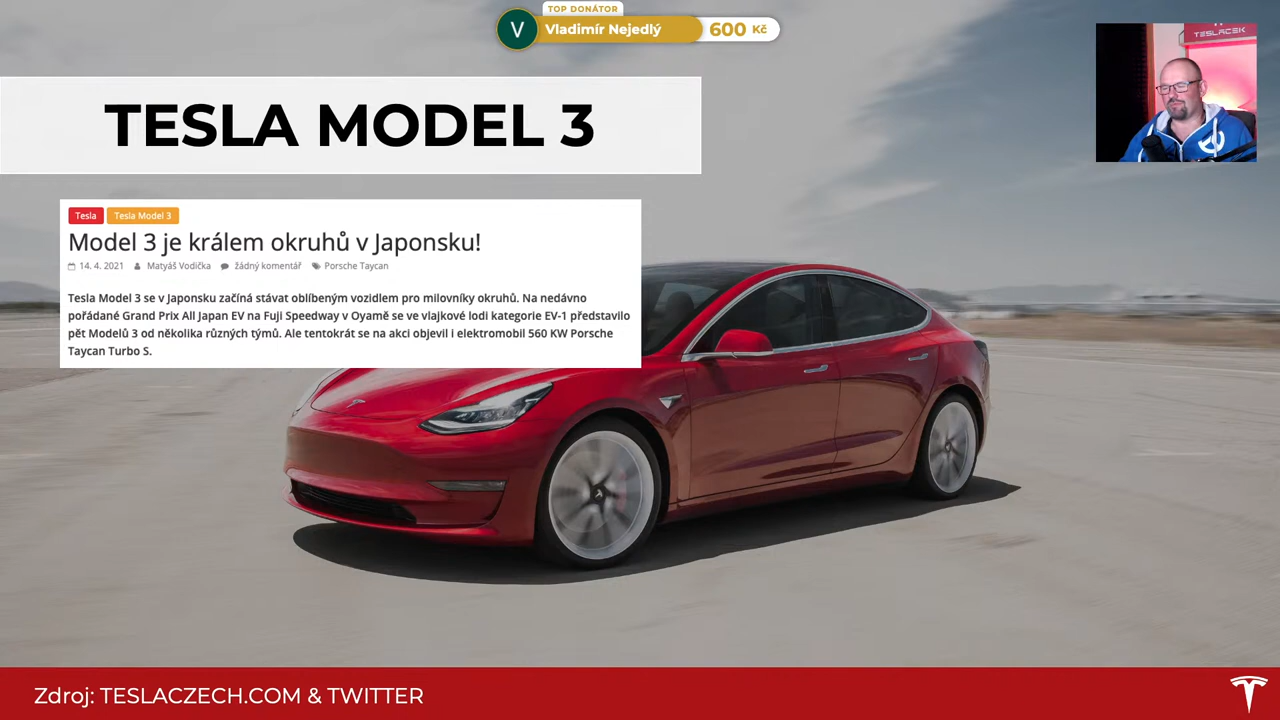 TOP DONÁTOR
V
Vladimír Nejedlý
600 Kč
TESLACSK
TESLA MODEL 3
Tesla
Tesla Model 3
Model 3 je králem okruhů v Japonsku!
14. 4. 2021 Matyáš Vodička žádný komentář Porsche Taycan
Tesla Model 3 se v Japonsku začíná stávat oblíbeným vozidlem pro milovníky okruhů. Na nedávno
pořádané Grand Prix All Japan EV na Fuji Speedway v Oyamě se ve vlajkové lodi kategorie EV-1 představilo
pět Modelů 3 od několika různých týmů. Ale tentokrát se na akci objevil i elektromobil 560 KW Porsche
Taycan Turbo S.
Zdroj: TESLACZECH.COM & TWITTER